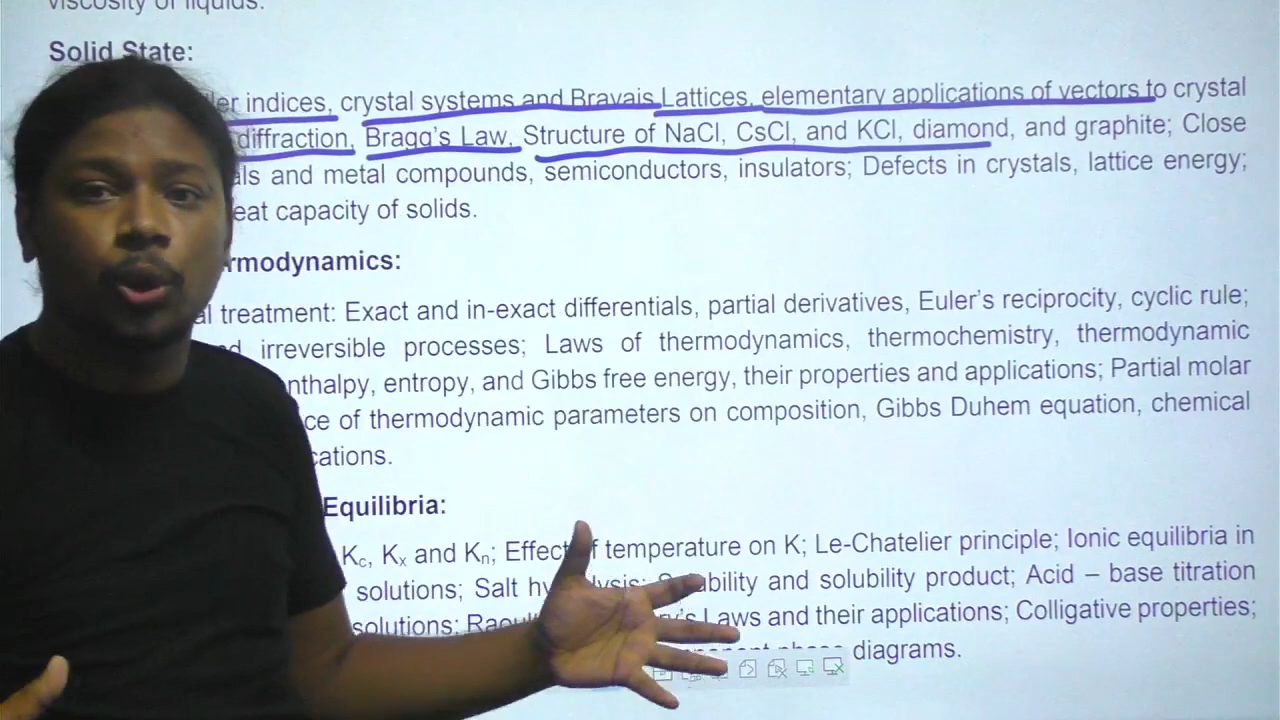 viscosity of liquids.
Solid State:
indices, crystal systems and Bravais Lattices, elementary applications of vectors to crystal
diffraction, Bragg's Law, Structure of NaCl, CsCl, and KCl, diamond, and graphite; Close
and metal compounds, semiconductors, insulators; Defects in crystals, lattice energy;
capacity of solids.
rmodynamics:
treatment: Exact and in-exact differentials, partial derivatives, Euler's reciprocity, cyclic rule;
irreversible processes; Laws of thermodynamics, thermochemistry, thermodynamic
nthalpy, entropy, and Gibbs free energy, their properties and applications; Partial molar
ce of thermodynamic parameters on composition, Gibbs Duhem equation, chemical
cations.
Equilibria:
Kc, Kx and Kn; Effect of temperature on K; Le-Chatelier principle; Ionic equilibria in
solutions; Salt and solubility product; Acid – base titration
solutions; Laws and their applications; Colligative properties;
diagrams.